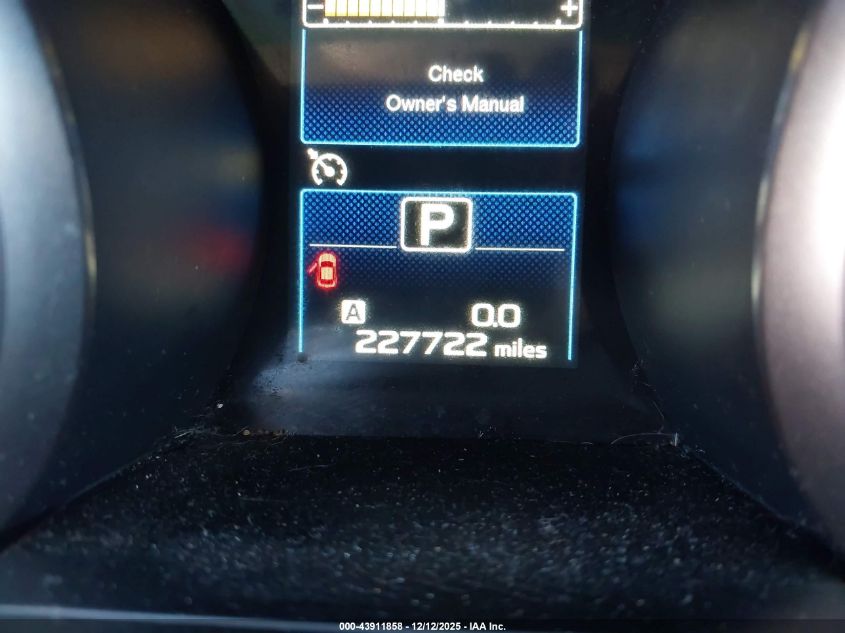 − +
Check
Owner's Manual
P
A 0.0
227722 miles
000-43911858 - 12/12/2025 - IAA Inc.